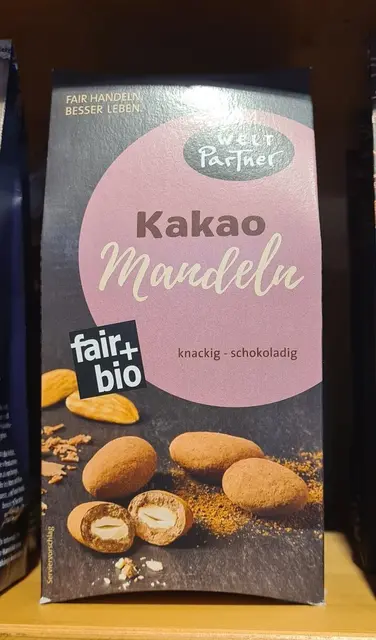 FAIR HANDELN.
BESSER LEBEN.
WELT
PARTNER
Kakao
Mandeln
knackig - schokoladig
fair+
bio
Serviervorschlag